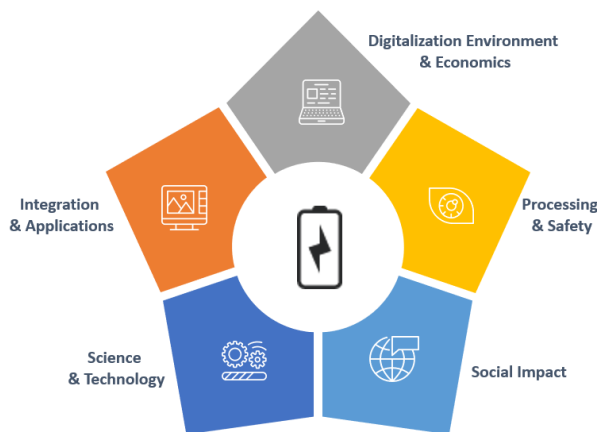 Digitalization Environment
& Economics
Integration
& Applications
Processing
& Safety
Science
& Technology
Social Impact